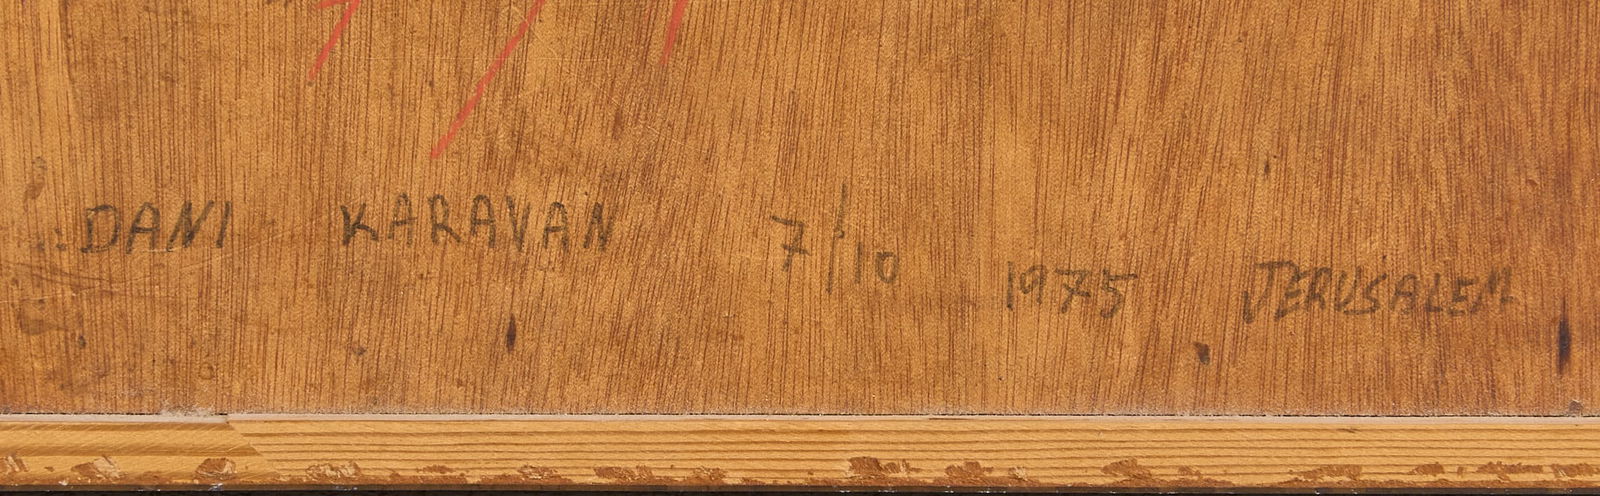 DANI KARAVAN 7/10 1975 JERUSALEM